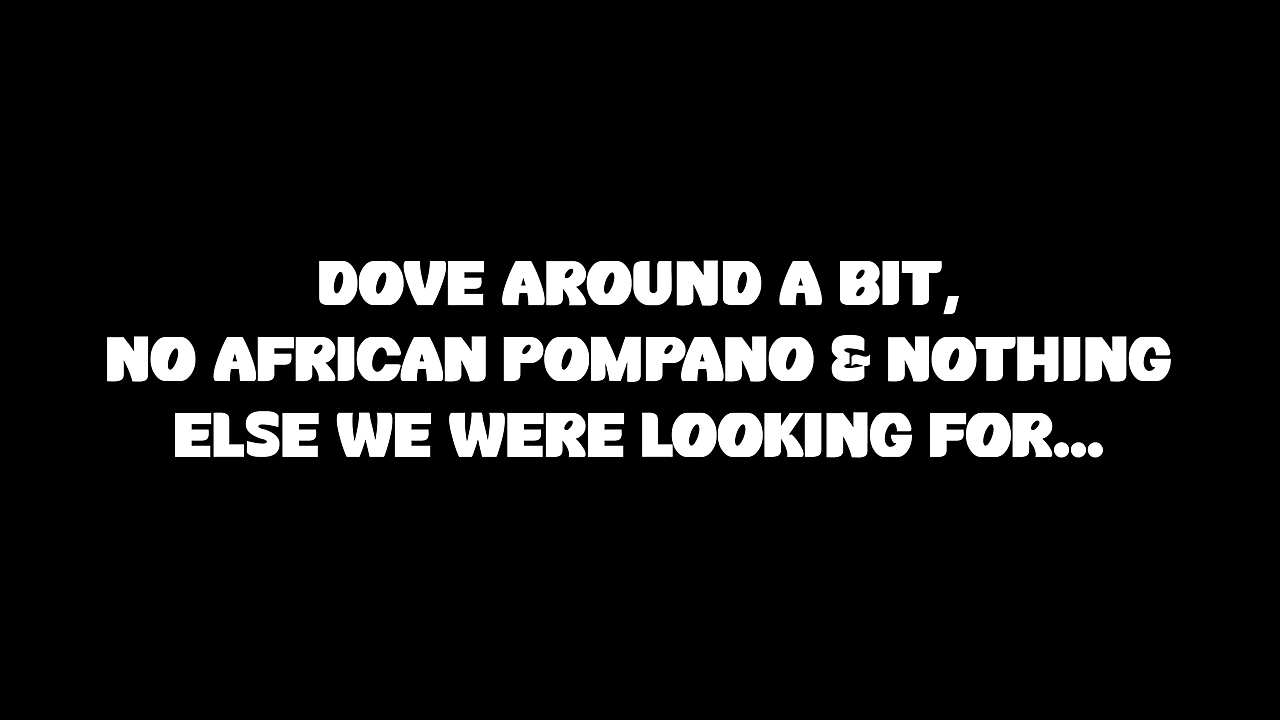 DOVE AROUND A BIT,
NO AFRICAN POMPANO & NOTHING
ELSE WE WERE LOOKING FOR...